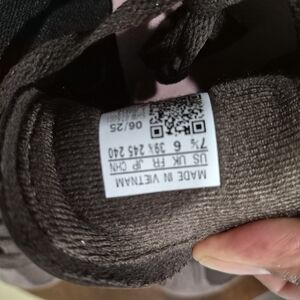 MADE IN VIETNAM
US UK FR JP CHN
7½ 6 39⅓ 245 240
06/25